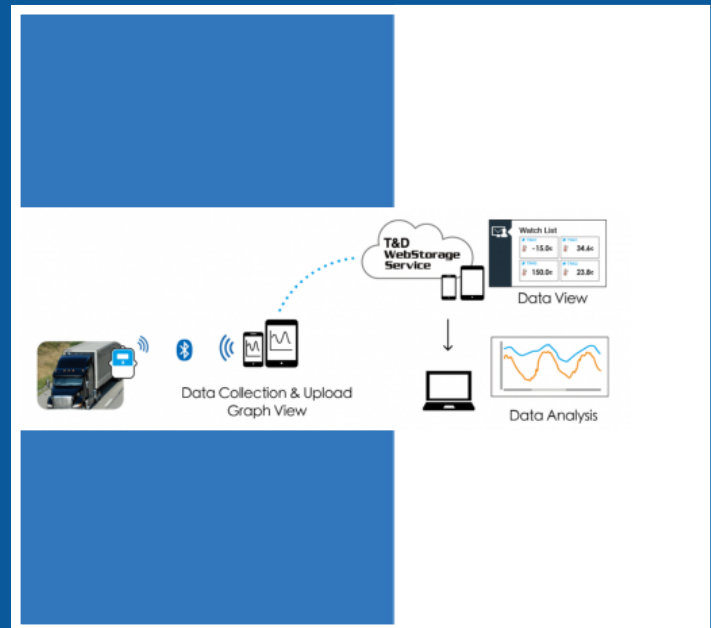 T&D
WebStorage
Service
Watch List
-15.0c
34.6c
150.0c
23.8c
Data View
Data Collection & Upload
Graph View
Data Analysis